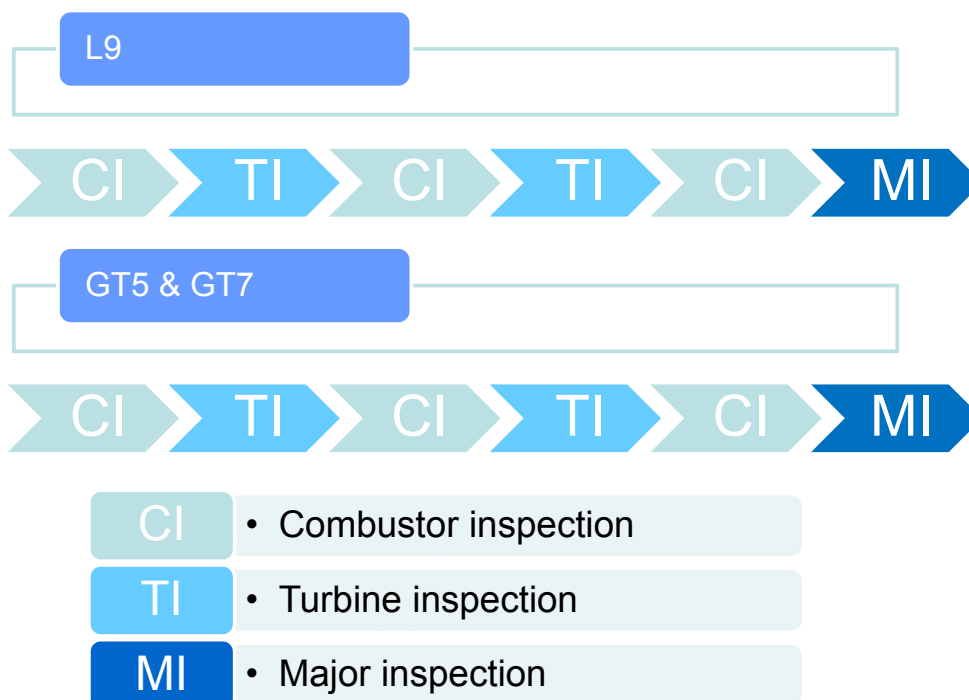 L9
CI TI CI TI CI MI
GT5 & GT7
CI TI CI TI CI MI
CI • Combustor inspection
TI • Turbine inspection
MI • Major inspection